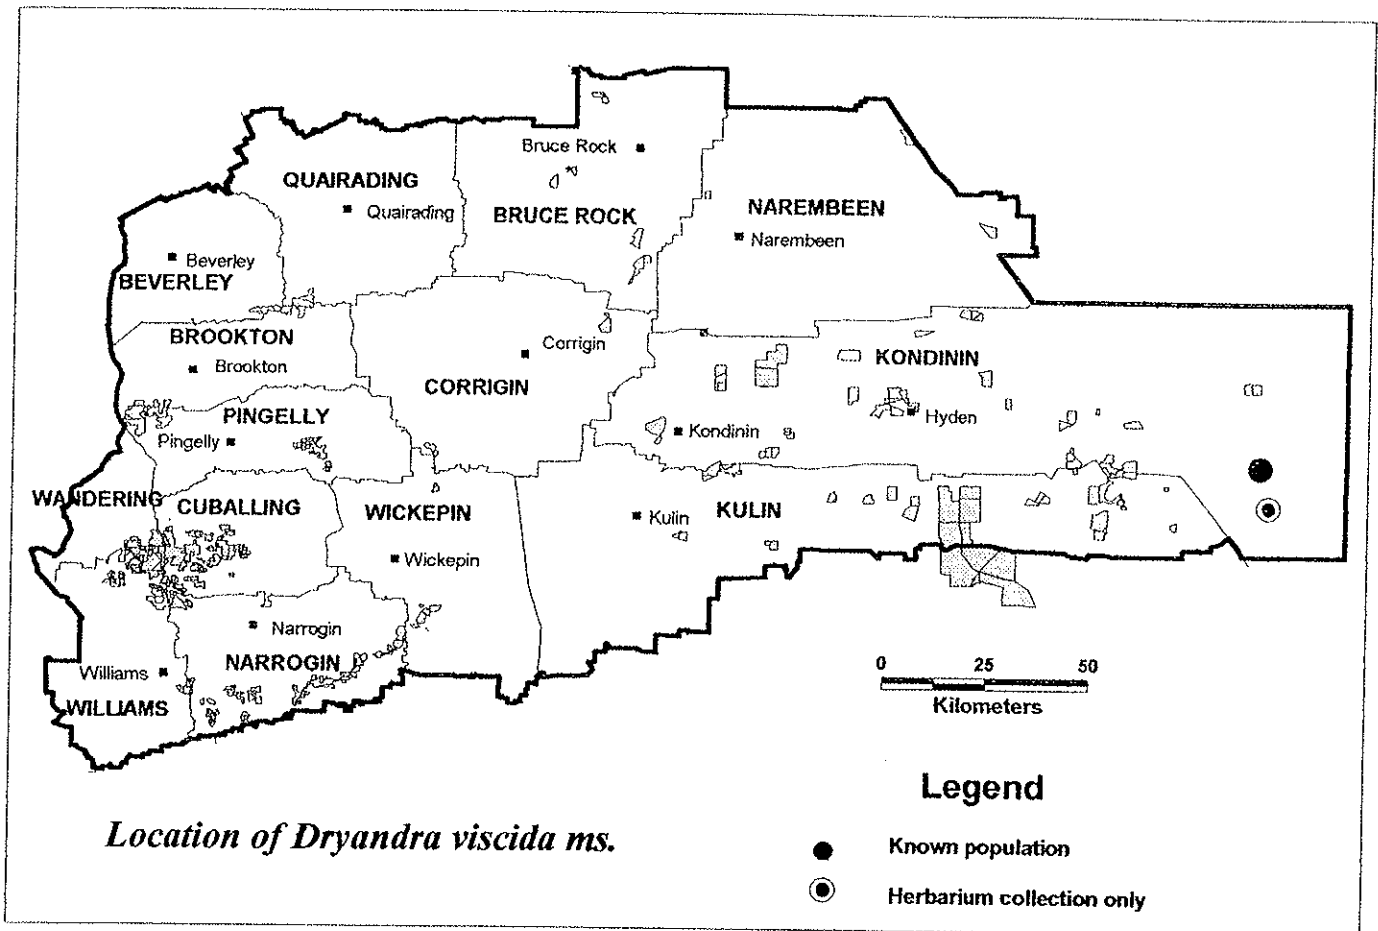 Bruce Rock
QUAIRADING
Quairading
BRUCE ROCK
NAREMBEEN
Narembeen
Beverley
BEVERLEY
BROOKTON
Brookton
Corrigin
CORRIGIN
KONDININ
Hyden
PINGELLY
Pingelly
Kondinin
WANDERING
CUBALLING
WICKEPIN
Kulin
KULIN
Wickepin
Narrogin
NARROGIN
Williams
WILLIAMS
0 25 50
Kilometers
Legend
Location of Dryandra viscida ms.
Known population
Herbarium collection only